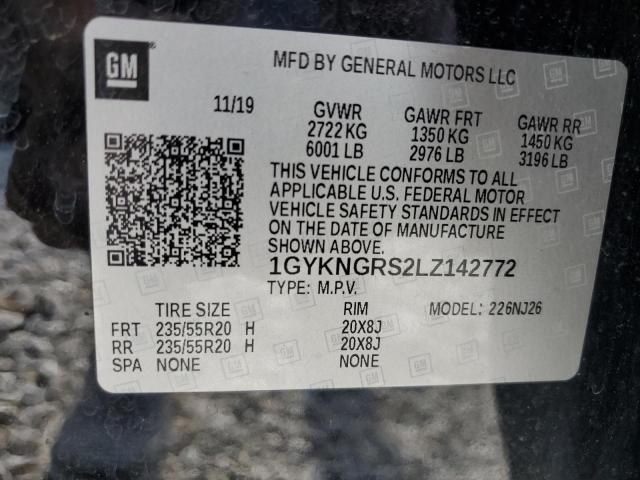 GM
MFD BY GENERAL MOTORS LLC
11/19 GVWR GAWR FRT GAWR RR
2722 KG 1350 KG 1450 KG
6001 LB 2976 LB 3196 LB
THIS VEHICLE CONFORMS TO ALL
APPLICABLE U.S. FEDERAL MOTOR
VEHICLE SAFETY STANDARDS IN EFFECT
ON THE DATE OF MANUFACTURE
SHOWN ABOVE.
1GYKNGRS2LZ142772
TYPE: M.P.V.
TIRE SIZE RIM MODEL: 226NJ26
FRT 235/55R20 H 20X8J
RR 235/55R20 H 20X8J
SPA NONE NONE